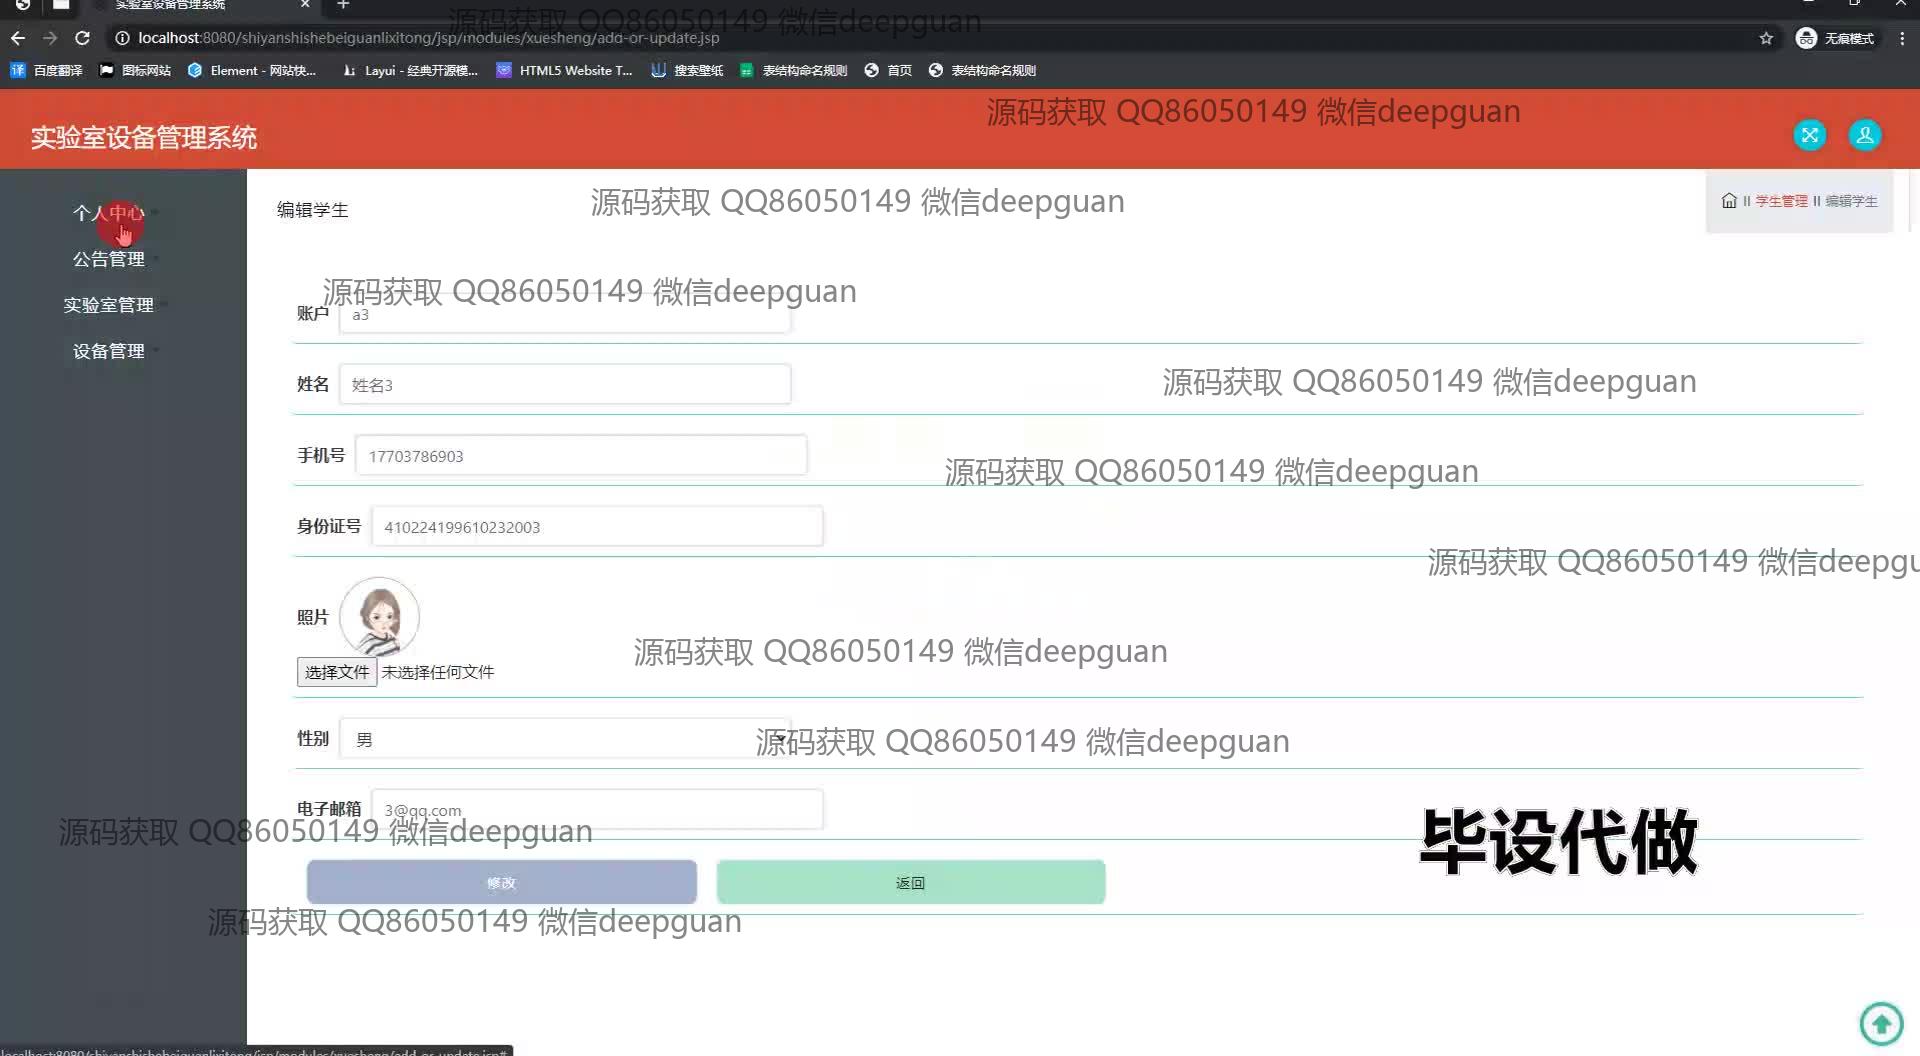 实验室设备管理系统
源码获取 QQ86050149 微信deepguan
localhost:8080/shiyanshishebeiguanlixitong/jsp/modules/xuesheng/add-or-update.jsp
无痕模式
百度翻译 图标网站 Element - 网站快... Layui - 经典开源模... HTML5 Website T... 搜索壁纸 表结构命名规则 首页 表结构命名规则
源码获取 QQ86050149 微信deepguan
实验室设备管理系统
个人中心
公告管理
实验室管理
设备管理
编辑学生
源码获取 QQ86050149 微信deepguan
II 学生管理 II 编辑学生
源码获取 QQ86050149 微信deepguan
账户 a3
姓名 姓名3
源码获取 QQ86050149 微信deepguan
手机号 17703786903
源码获取 QQ86050149 微信deepguan
身份证号 410224199610232003
源码获取 QQ86050149 微信deepgu
照片
源码获取 QQ86050149 微信deepguan
选择文件 未选择任何文件
性别 男
源码获取 QQ86050149 微信deepguan
电子邮箱 3@qq.com
源码获取 QQ86050149 微信deepguan
毕设代做
修改 返回
源码获取 QQ86050149 微信deepguan
localhost:8080/shiyanshishebeiguanlixitong/jsp/modules/xuesheng/add-or-update.jsp#